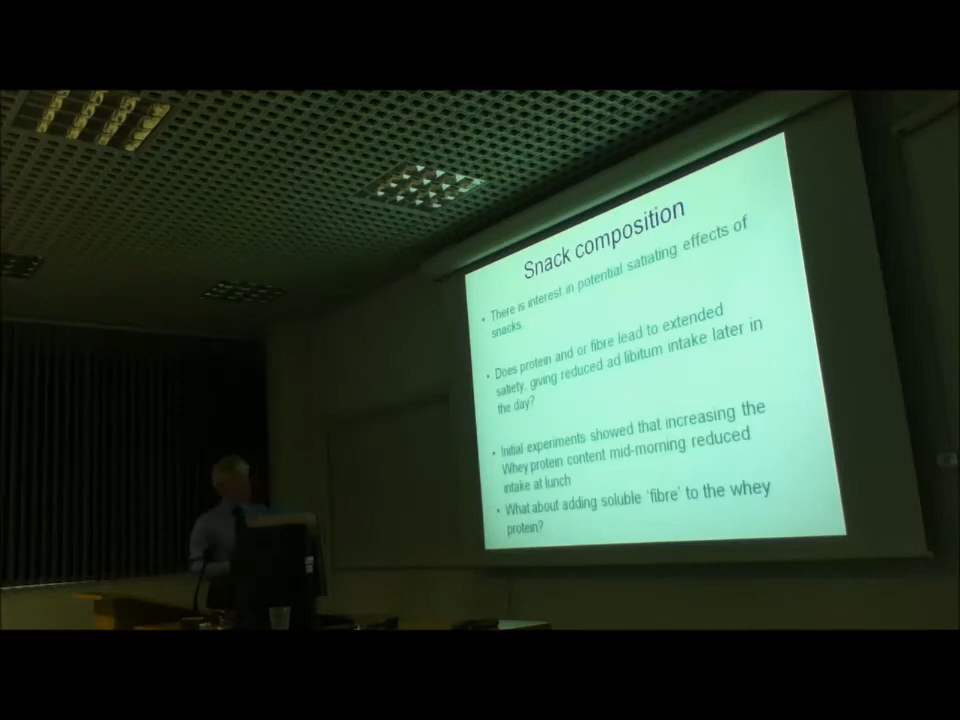 Snack composition
• There is interest in potential satiating effects of
snacks
• Does protein and or fibre lead to extended
satiety, giving reduced ad libitum intake later in
the day?
• Initial experiments showed that increasing the
Whey protein content mid-morning reduced
intake at lunch
• What about adding soluble 'fibre' to the whey
protein?